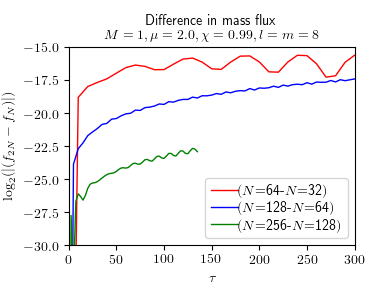 Difference in mass flux
M = 1, μ = 2.0, χ = 0.99, l = m = 8
log₂(|(f₂N − fN)|)
−15.0
−17.5
−20.0
−22.5
−25.0
−27.5
−30.0
(N=64-N=32)
(N=128-N=64)
(N=256-N=128)
0 50 100 150 200 250 300
τ